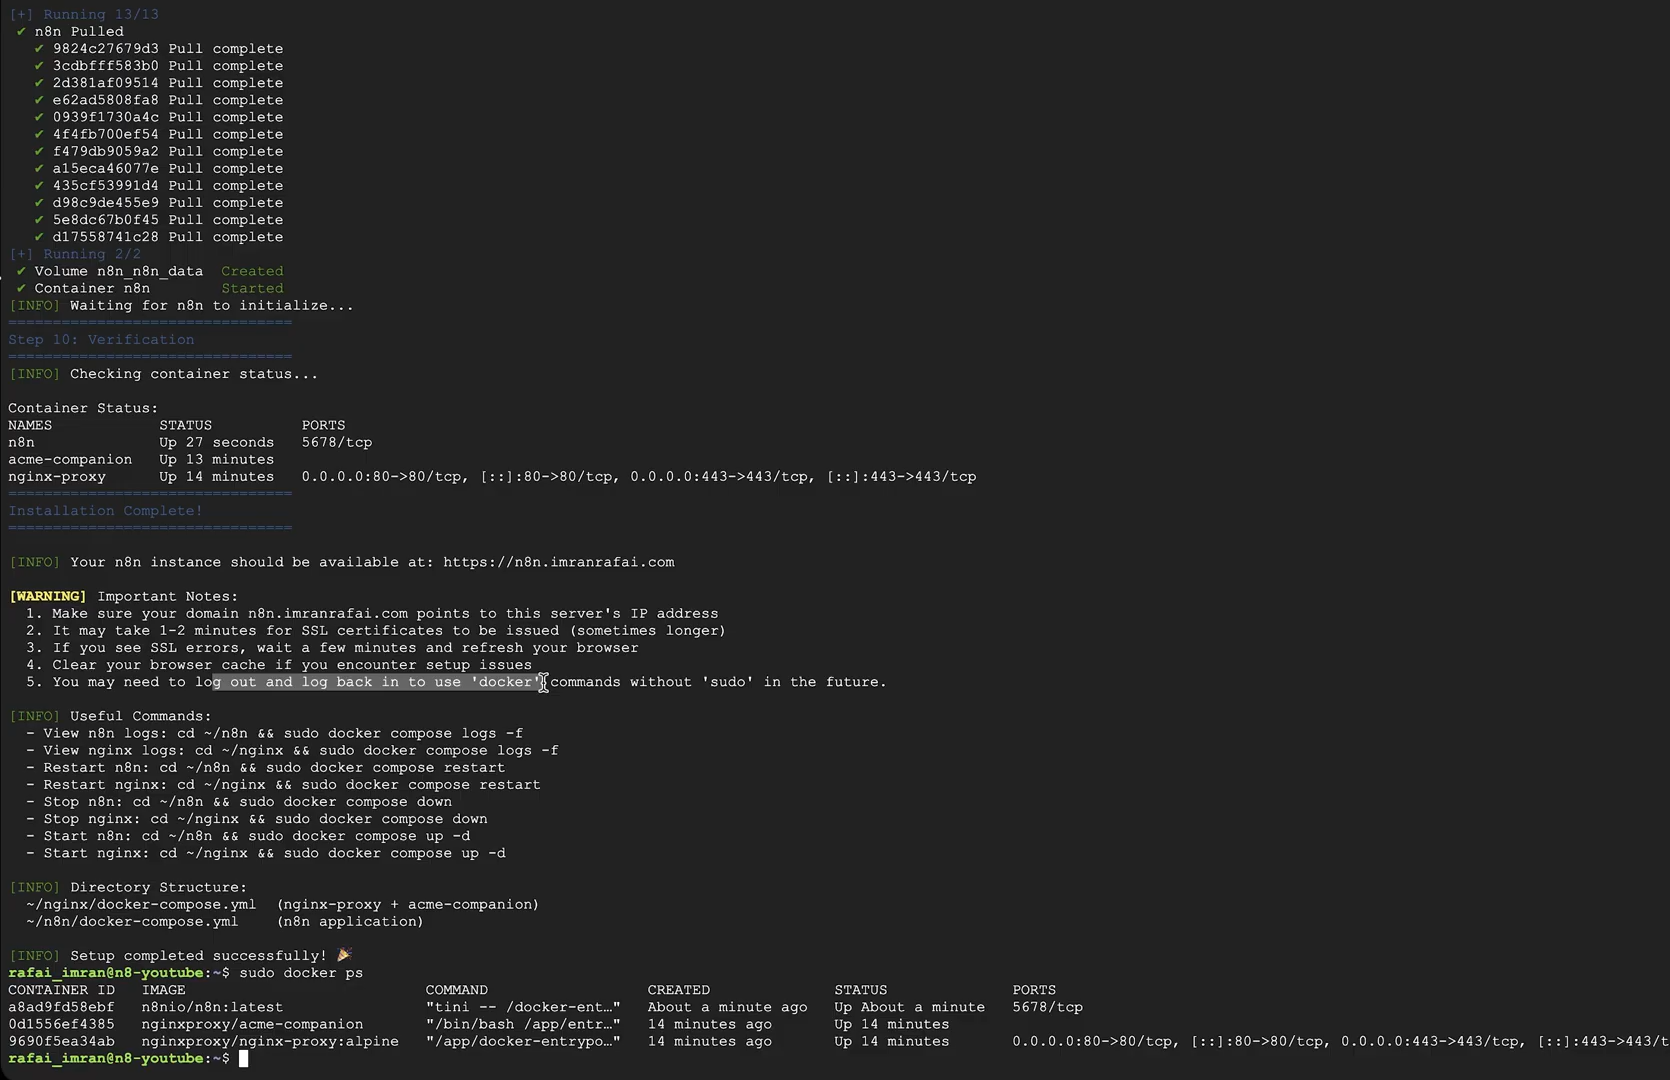 [+] Running 13/13
✔ n8n Pulled
✔ 9824c27679d3 Pull complete
✔ 3cdbfff583b0 Pull complete
✔ 2d381af09514 Pull complete
✔ e62ad5808fa8 Pull complete
✔ 0939f1730a4c Pull complete
✔ 4f4fb700ef54 Pull complete
✔ f479db9059a2 Pull complete
✔ a15eca46077e Pull complete
✔ 435cf53991d4 Pull complete
✔ d98c9de455e9 Pull complete
✔ 5e8dc67b0f45 Pull complete
✔ d17558741c28 Pull complete
[+] Running 2/2
✔ Volume n8n_n8n_data  Created
✔ Container n8n        Started
[INFO] Waiting for n8n to initialize...
================================
Step 10: Verification
================================
[INFO] Checking container status...
Container Status:
NAMES            STATUS          PORTS
n8n              Up 27 seconds   5678/tcp
acme-companion   Up 13 minutes
nginx-proxy      Up 14 minutes   0.0.0.0:80->80/tcp, [::]:80->80/tcp, 0.0.0.0:443->443/tcp, [::]:443->443/tcp
================================
Installation Complete!
================================
[INFO] Your n8n instance should be available at: https://n8n.imranrafai.com
[WARNING] Important Notes:
1. Make sure your domain n8n.imranrafai.com points to this server's IP address
2. It may take 1-2 minutes for SSL certificates to be issued (sometimes longer)
3. If you see SSL errors, wait a few minutes and refresh your browser
4. Clear your browser cache if you encounter setup issues
5. You may need to log out and log back in to use 'docker' commands without 'sudo' in the future.
[INFO] Useful Commands:
- View n8n logs: cd ~/n8n && sudo docker compose logs -f
- View nginx logs: cd ~/nginx && sudo docker compose logs -f
- Restart n8n: cd ~/n8n && sudo docker compose restart
- Restart nginx: cd ~/nginx && sudo docker compose restart
- Stop n8n: cd ~/n8n && sudo docker compose down
- Stop nginx: cd ~/nginx && sudo docker compose down
- Start n8n: cd ~/n8n && sudo docker compose up -d
- Start nginx: cd ~/nginx && sudo docker compose up -d
[INFO] Directory Structure:
~/nginx/docker-compose.yml  (nginx-proxy + acme-companion)
~/n8n/docker-compose.yml    (n8n application)
[INFO] Setup completed successfully! 🎉
rafai_imran@n8-youtube:~$ sudo docker ps
CONTAINER ID   IMAGE                        COMMAND                  CREATED              STATUS              PORTS
a8ad9fd58ebf   n8nio/n8n:latest             "tini -- /docker-ent…"   About a minute ago   Up About a minute   5678/tcp
0d1556ef4385   nginxproxy/acme-companion    "/bin/bash /app/entr…"   14 minutes ago       Up 14 minutes
9690f5ea34ab   nginxproxy/nginx-proxy:alpine   "/app/docker-entrypo…"   14 minutes ago       Up 14 minutes       0.0.0.0:80->80/tcp, [::]:80->80/tcp, 0.0.0.0:443->443/tcp, [::]:443->443/t
rafai_imran@n8-youtube:~$